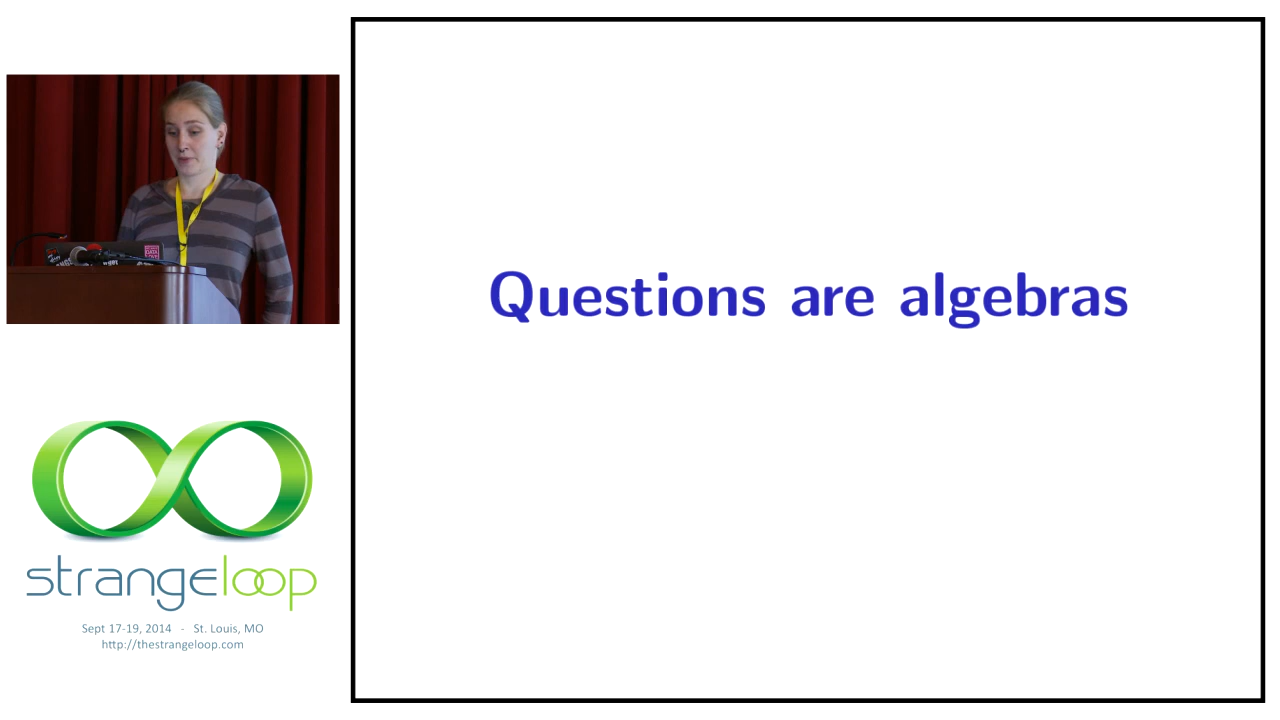 Questions are algebras
strangeloop
Sept 17-19, 2014 - St. Louis, MO
http://thestrangeloop.com